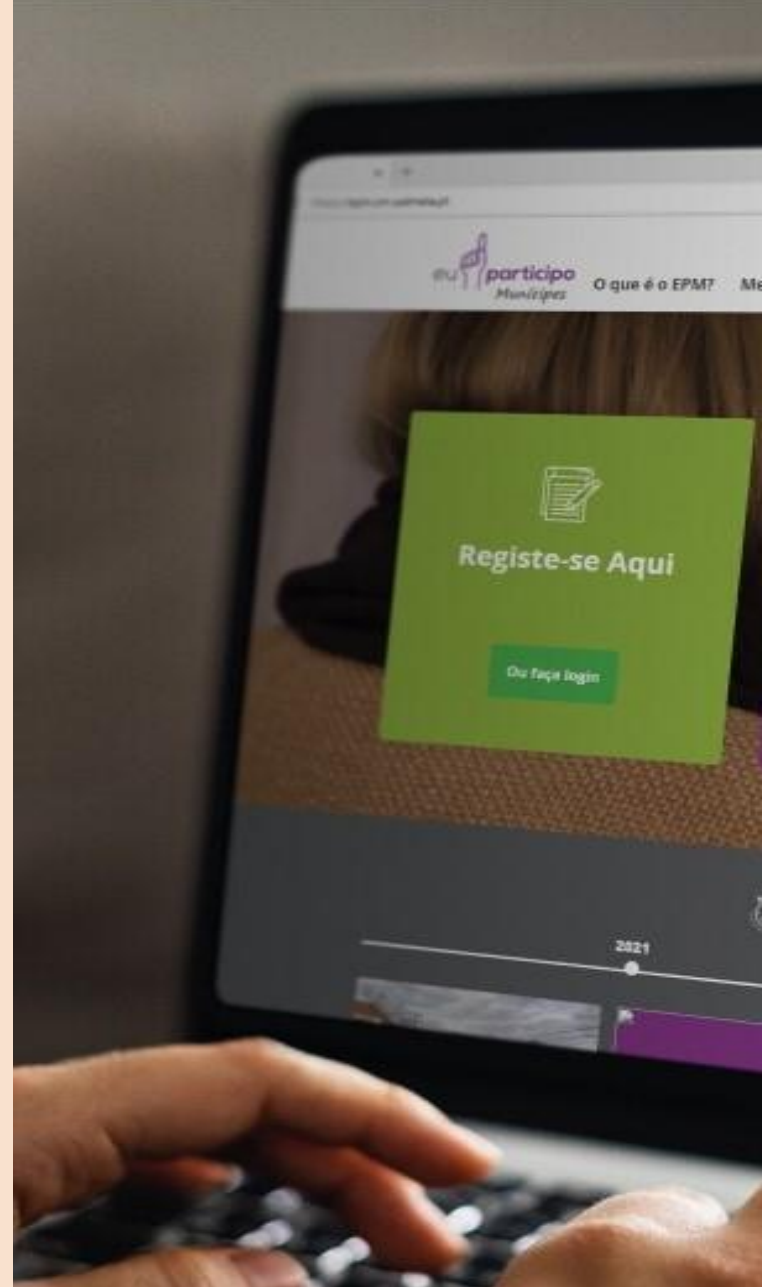 eu participo
Munícipes
O que é o EPM?
Registe-se Aqui
Ou faça login
2021